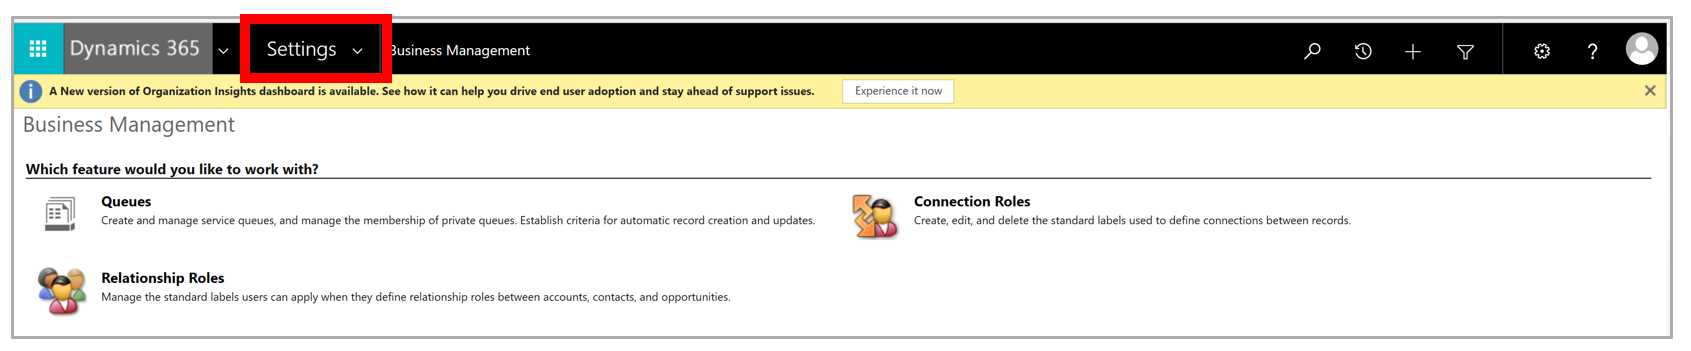 Dynamics 365 Settings Business Management ?
A New version of Organization Insights dashboard is available. See how it can help you drive end user adoption and stay ahead of support issues. Experience it now
Business Management
Which feature would you like to work with?
Queues
Create and manage service queues, and manage the membership of private queues. Establish criteria for automatic record creation and updates.
Connection Roles
Create, edit, and delete the standard labels used to define connections between records.
Relationship Roles
Manage the standard labels users can apply when they define relationship roles between accounts, contacts, and opportunities.